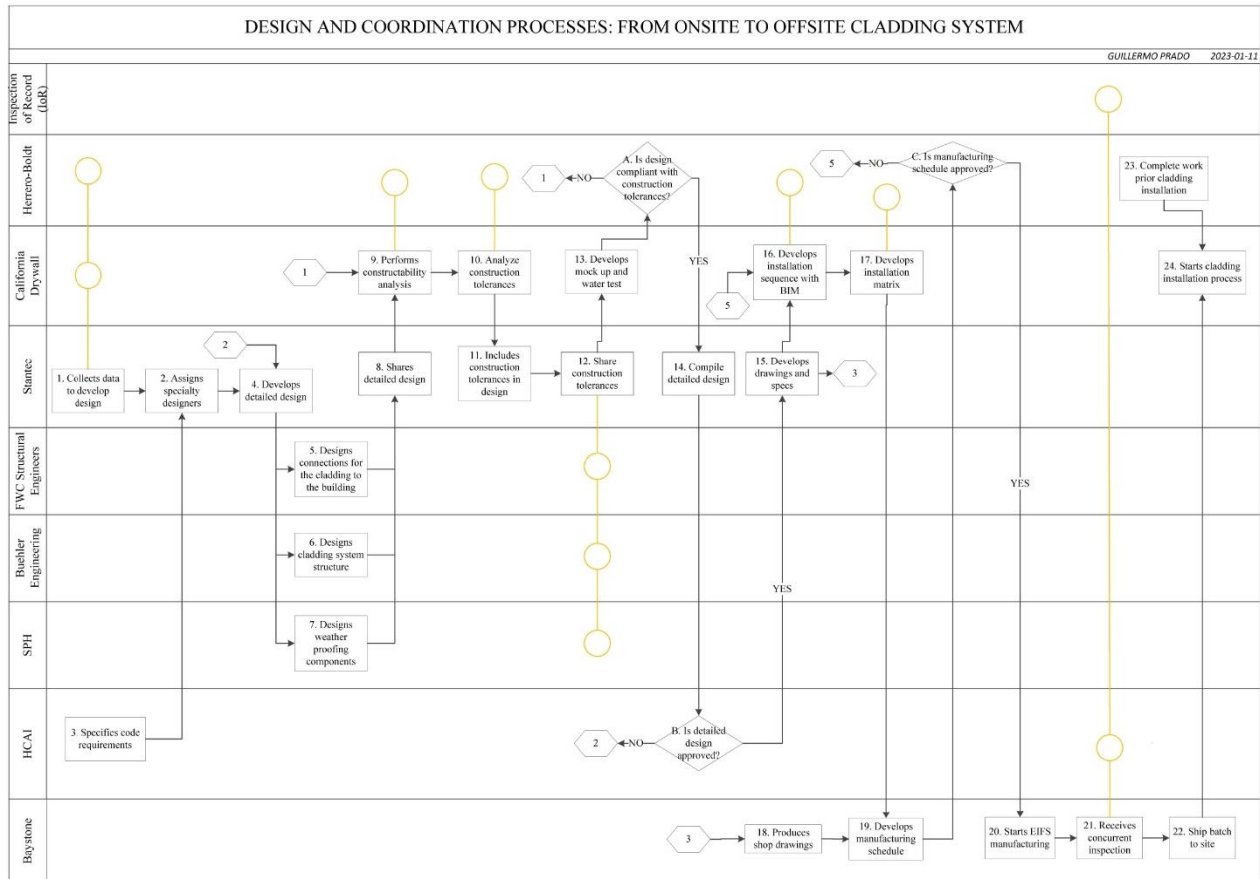 DESIGN AND COORDINATION PROCESSES: FROM ONSITE TO OFFSITE CLADDING SYSTEM
GUILLERMO PRADO 2023-01-11
Inspection
of Record
(IoR)
Herrero-Boldt
1
NO
A. Is design
compliant with
construction
tolerances?
5
NO
C. Is manufacturing
schedule approved?
23. Complete work
prior cladding
installation
California
Drywall
1
9. Performs
constructability
analysis
10. Analyze
construction
tolerances
13. Develops
mock up and
water test
YES
5
16. Develops
installation
sequence with
BIM
17. Develops
installation
matrix
24. Starts cladding
installation process
Stantec
1. Collects data
to develop
design
2. Assigns
specialty
designers
2
4. Develops
detailed design
8. Shares
detailed design
11. Includes
construction
tolerances in
design
12. Share
construction
tolerances
14. Compile
detailed design
15. Develops
drawings and
specs
3
FWC Structural
Engineers
5. Designs
connections for
the cladding to
the building
YES
Buehler
Engineering
6. Designs
cladding system
structure
YES
SPH
7. Designs
weather
proofing
components
HCAI
3. Specifies code
requirements
2
NO
B. Is detailed
design
approved?
Baystone
3
18. Produces
shop drawings
19. Develops
manufacturing
schedule
20. Starts EIFS
manufacturing
21. Receives
concurrent
inspection
22. Ship batch
to site